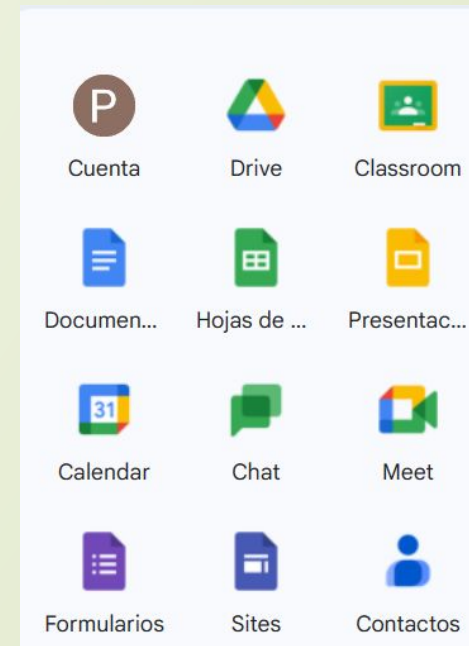 P
Cuenta
Drive
Classroom
Documen...
Hojas de ...
Presentac...
31
Calendar
Chat
Meet
Formularios
Sites
Contactos